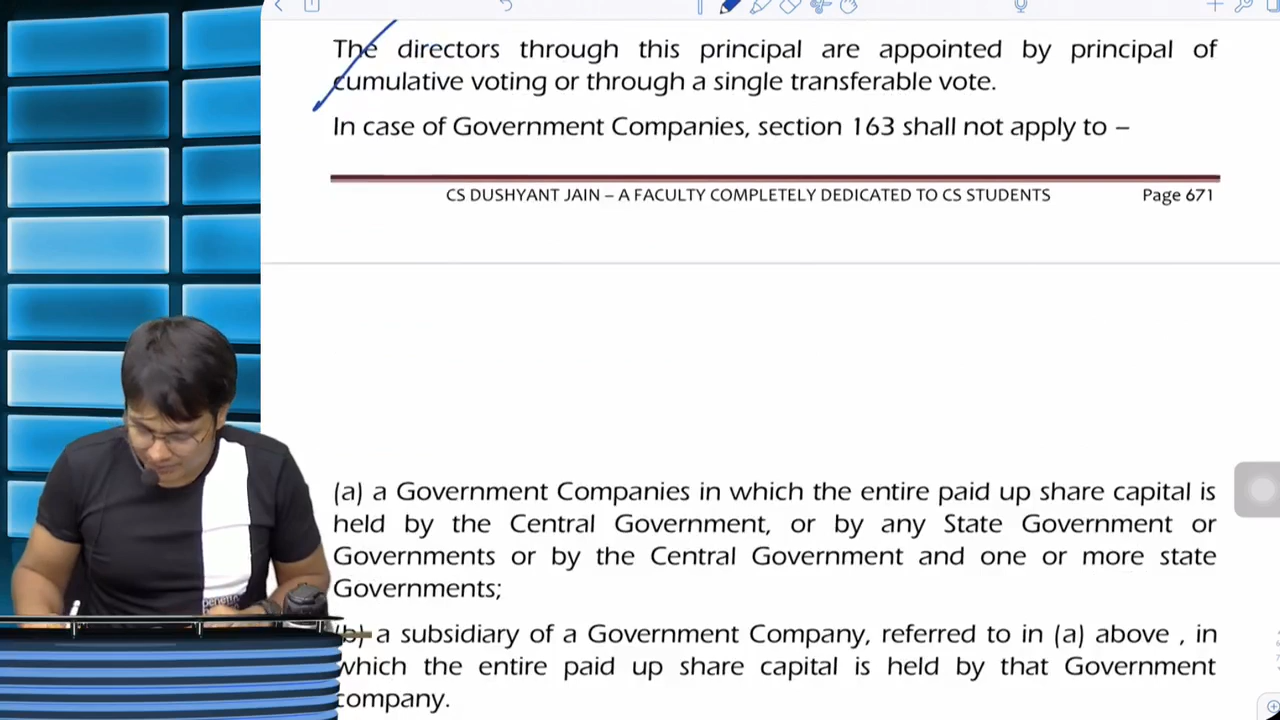 The directors through this principal are appointed by principal of
cumulative voting or through a single transferable vote.
In case of Government Companies, section 163 shall not apply to –
CS DUSHYANT JAIN – A FACULTY COMPLETELY DEDICATED TO CS STUDENTS Page 671
(a) a Government Companies in which the entire paid up share capital is
held by the Central Government, or by any State Government or
Governments or by the Central Government and one or more state
Governments;
(b) a subsidiary of a Government Company, referred to in (a) above , in
which the entire paid up share capital is held by that Government
company.